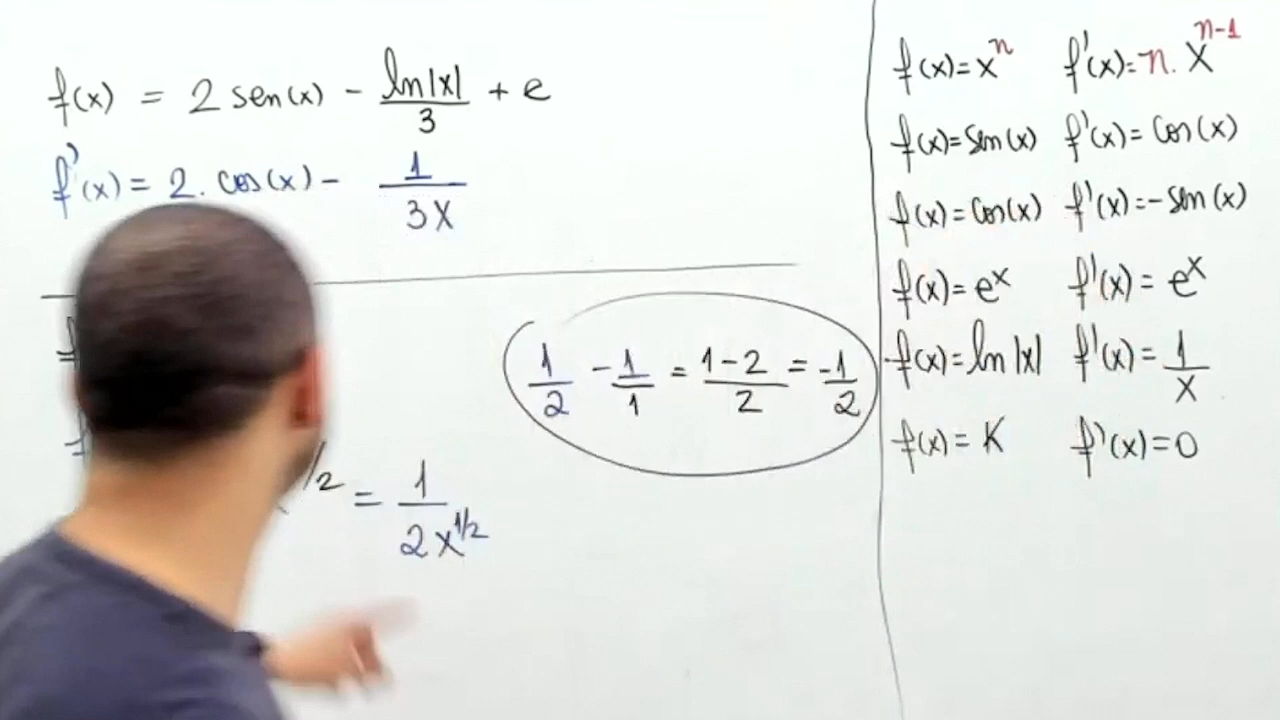 f(x) = 2 sen(x) - ln|x|/3 + e
f'(x) = 2. cos(x) - 1/3X
1/2 - 1/1 = 1-2/2 = -1/2
/2 = 1/2x^1/2
f(x)=x^n f'(x)=n. X^n-1
f(x)=sen(x) f'(x)=Cos(x)
f(x)=Cos(x) f'(x)=-Sen(x)
f(x)=e^x f'(x)=e^x
f(x)=ln|x| f'(x)=1/X
f(x)=K f'(x)=0